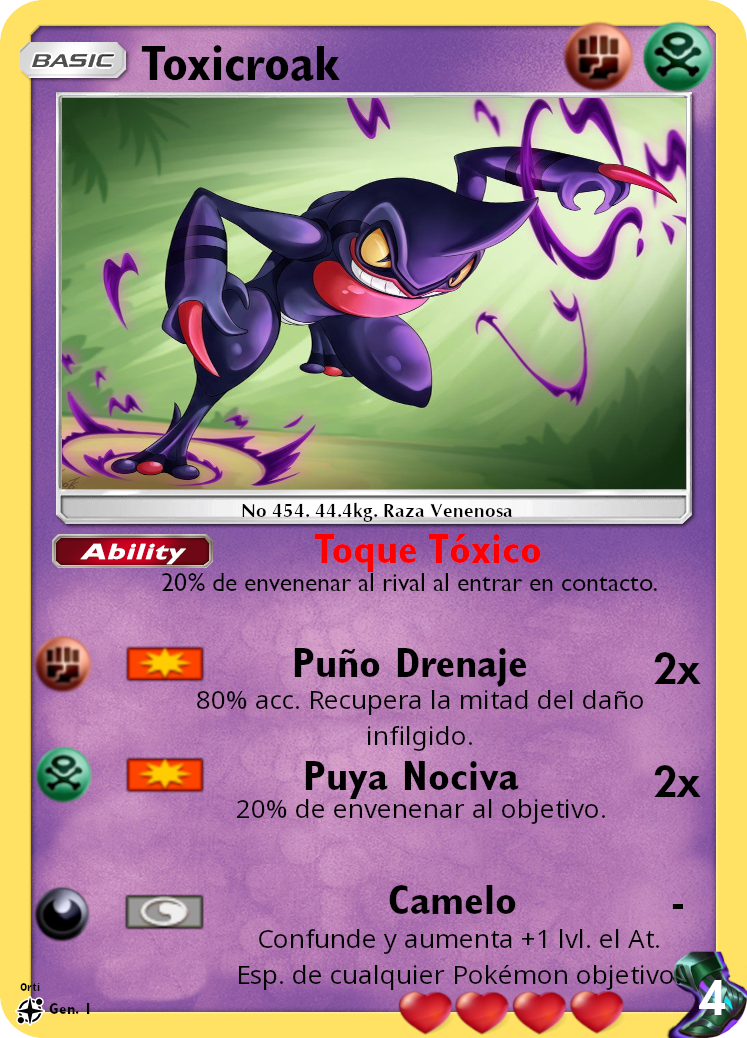 BASIC Toxicroak
No 454. 44.4kg. Raza Venenosa
Ability Toque Tóxico
20% de envenenar al rival al entrar en contacto.
Puño Drenaje 2x
80% acc. Recupera la mitad del daño
infilgido.
Puya Nociva 2x
20% de envenenar al objetivo.
Camelo -
Confunde y aumenta +1 lvl. el At.
Esp. de cualquier Pokémon objetivo.
Orti
Gen. I
4